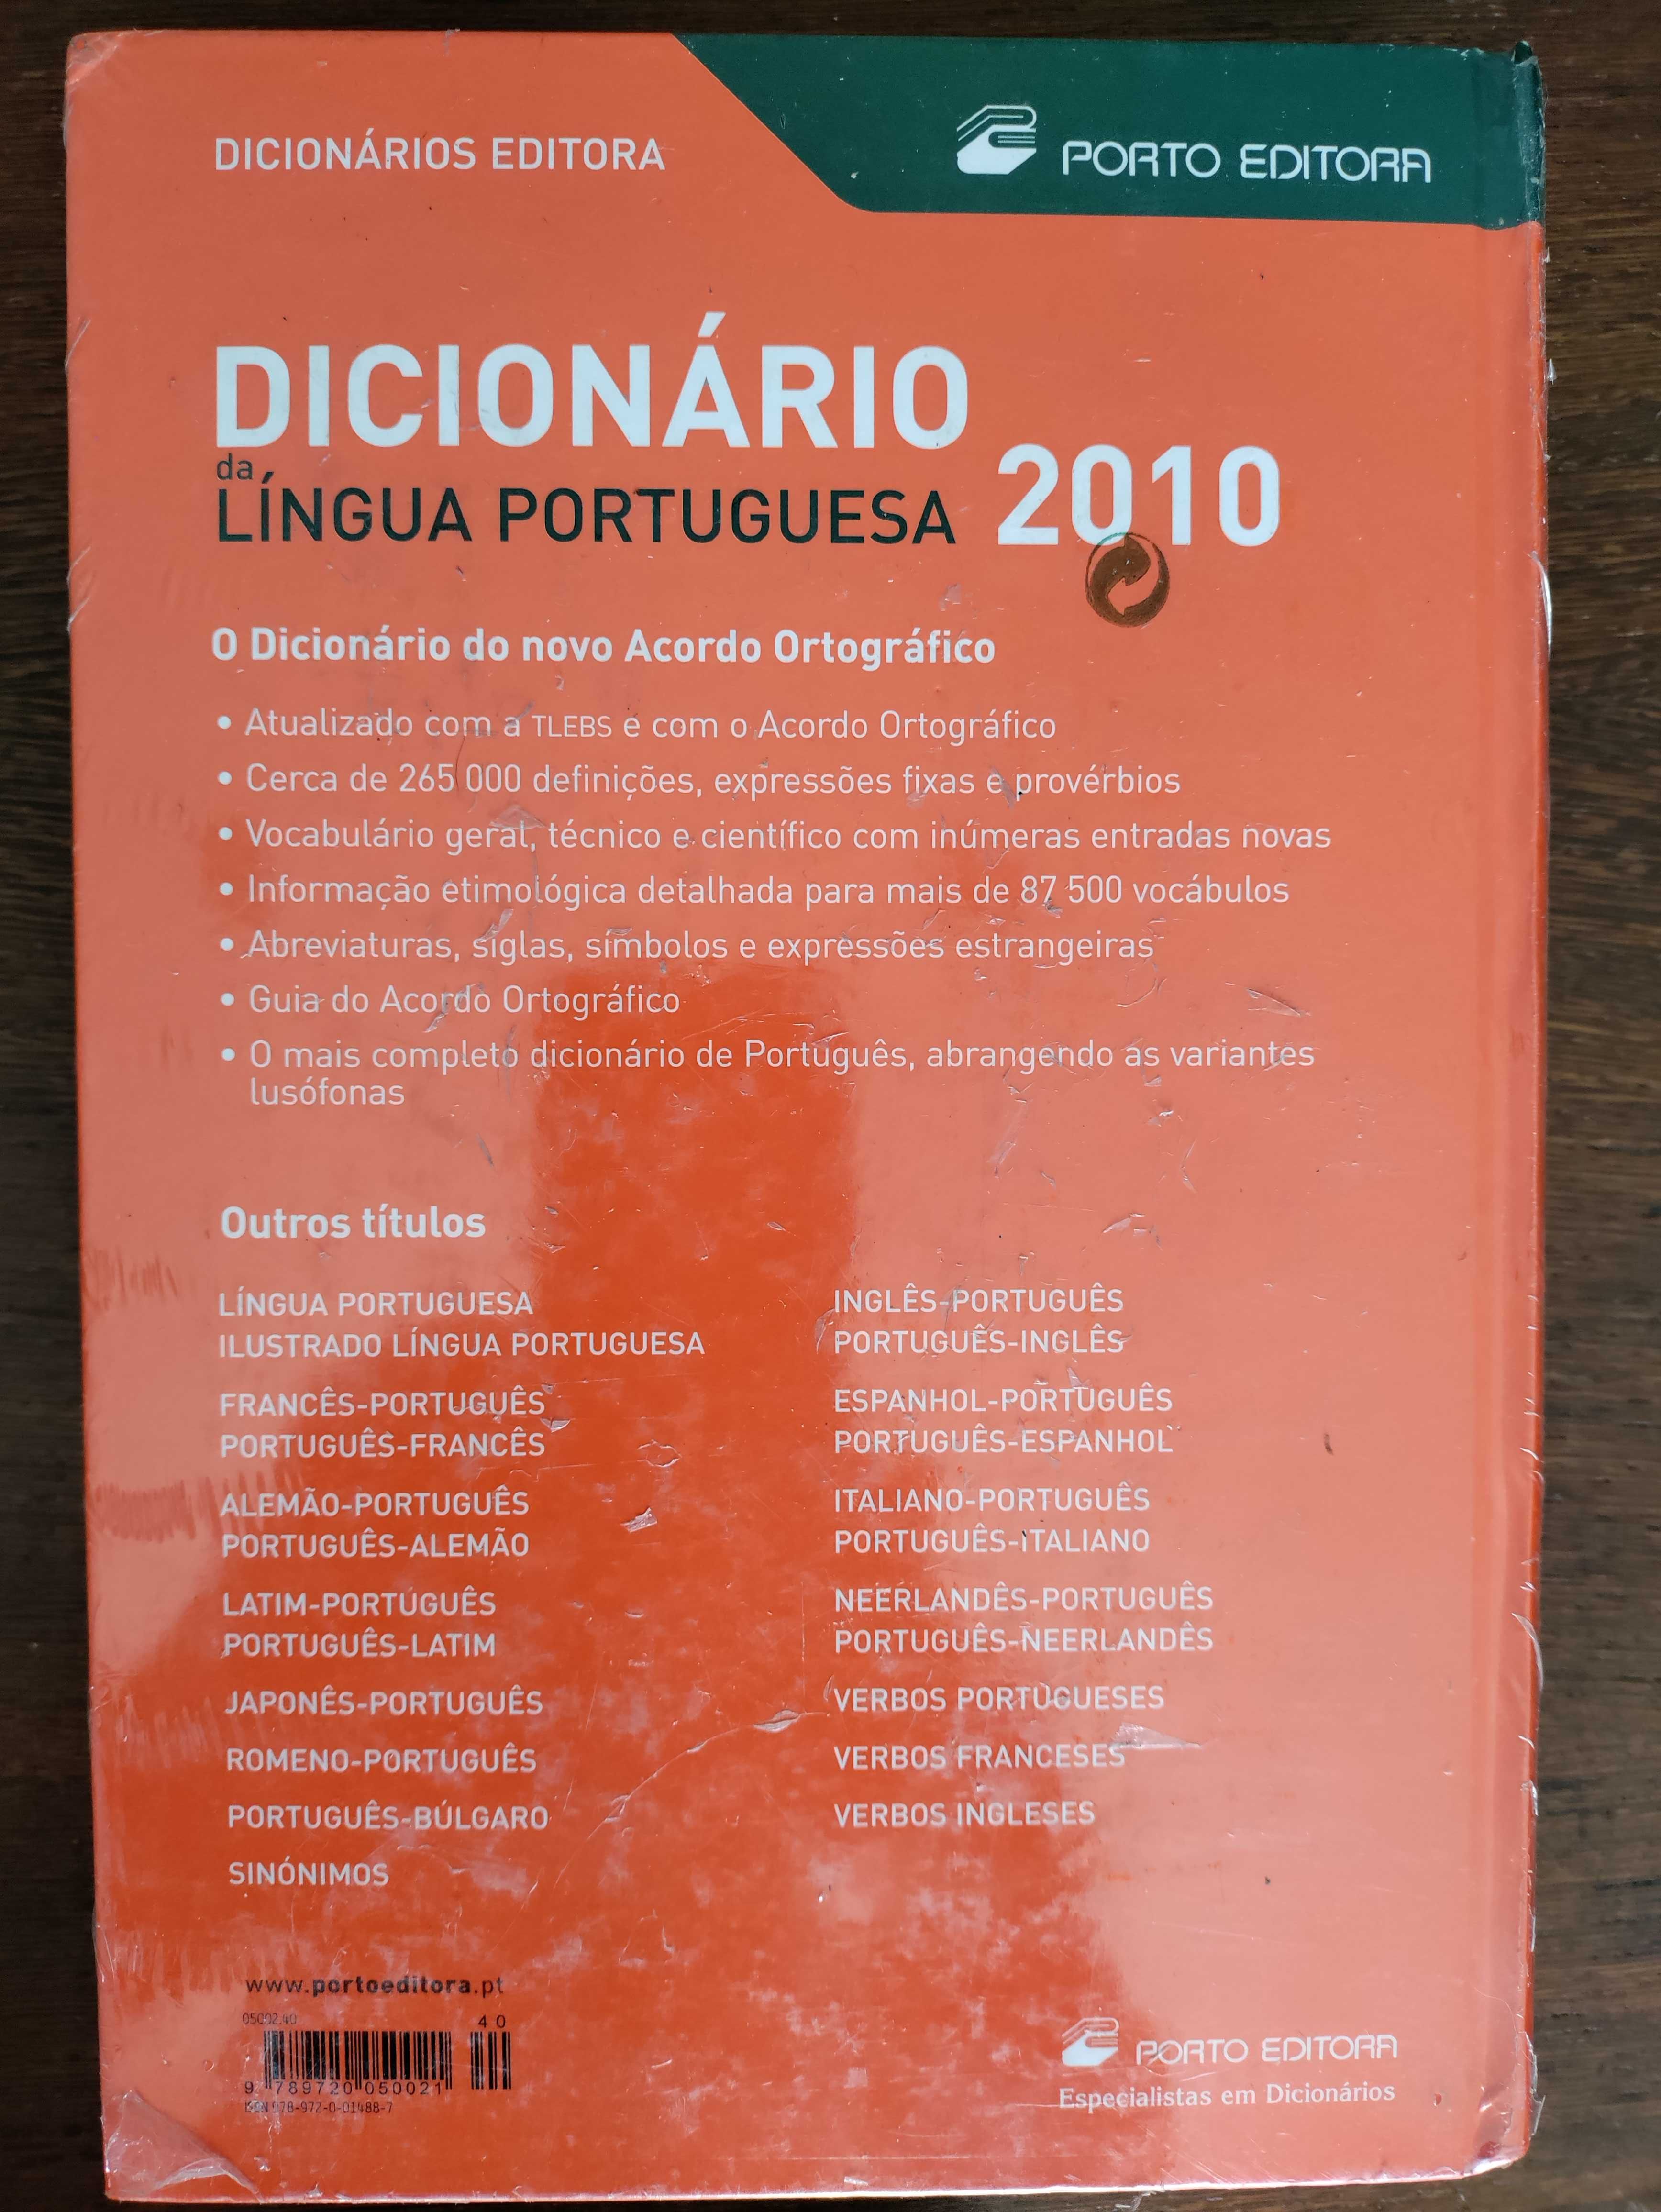 DICIONÁRIOS EDITORA
PORTO EDITORA
DICIONÁRIO
da
LÍNGUA PORTUGUESA 2010
O Dicionário do novo Acordo Ortográfico
• Atualizado com a TLEBS e com o Acordo Ortográfico
• Cerca de 265 000 definições, expressões fixas e provérbios
• Vocabulário geral, técnico e científico com inúmeras entradas novas
• Informação etimológica detalhada para mais de 87 500 vocábulos
• Abreviaturas, siglas, símbolos e expressões estrangeiras
• Guia do Acordo Ortográfico
• O mais completo dicionário de Português, abrangendo as variantes
lusófonas
Outros títulos
LÍNGUA PORTUGUESA
ILUSTRADO LÍNGUA PORTUGUESA
FRANCÊS-PORTUGUÊS
PORTUGUÊS-FRANCÊS
ALEMÃO-PORTUGUÊS
PORTUGUÊS-ALEMÃO
LATIM-PORTUGUÊS
PORTUGUÊS-LATIM
JAPONÊS-PORTUGUÊS
ROMENO-PORTUGUÊS
PORTUGUÊS-BÚLGARO
SINÓNIMOS
INGLÊS-PORTUGUÊS
PORTUGUÊS-INGLÊS
ESPANHOL-PORTUGUÊS
PORTUGUÊS-ESPANHOL
ITALIANO-PORTUGUÊS
PORTUGUÊS-ITALIANO
NEERLANDÊS-PORTUGUÊS
PORTUGUÊS-NEERLANDÊS
VERBOS PORTUGUESES
VERBOS FRANCESES
VERBOS INGLESES
www.portoeditora.pt
05002.40
40
9 789720 050021
ISBN 978-972-0-01488-7
PORTO EDITORA
Especialistas em Dicionários